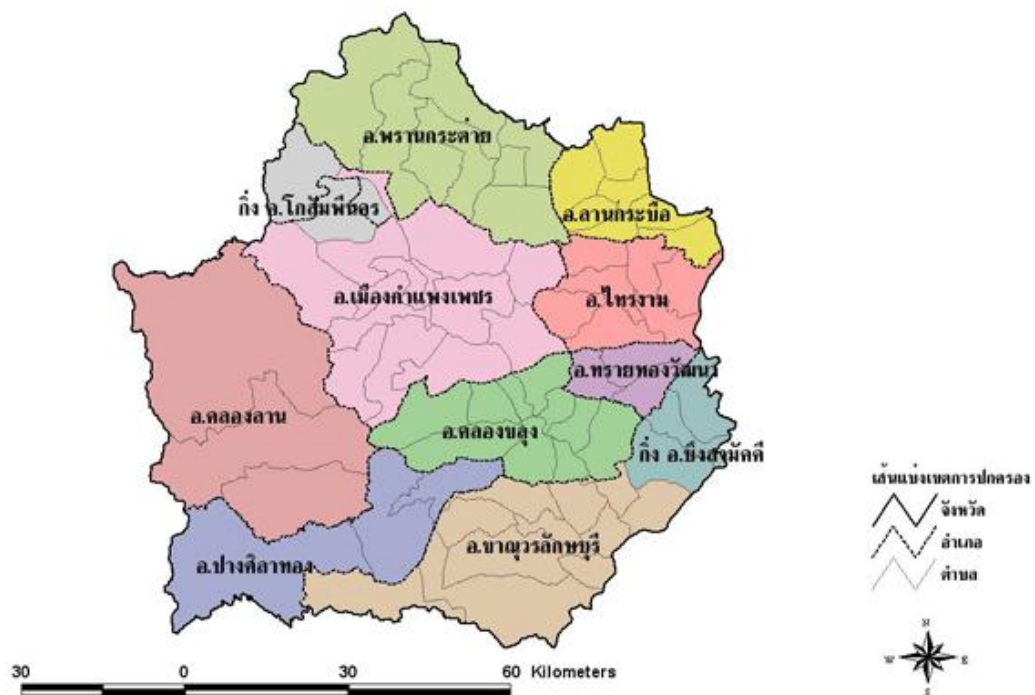 อ.พรานกระต่าย
อ.ลานกระบือ
กิ่ง อ.โกสัมพีนคร
อ.เมืองกำแพงเพชร
อ.ไทรงาม
อ.ทรายทองวัฒนา
อ.คลองลาน
อ.คลองขลุง
กิ่ง อ.บึงสามัคคี
อ.ขาณุวรลักษบุรี
อ.ปางศิลาทอง
เส้นแบ่งเขตการปกครอง
จังหวัด
อำเภอ
ตำบล
N
W E
S
30 0 30 60 Kilometers